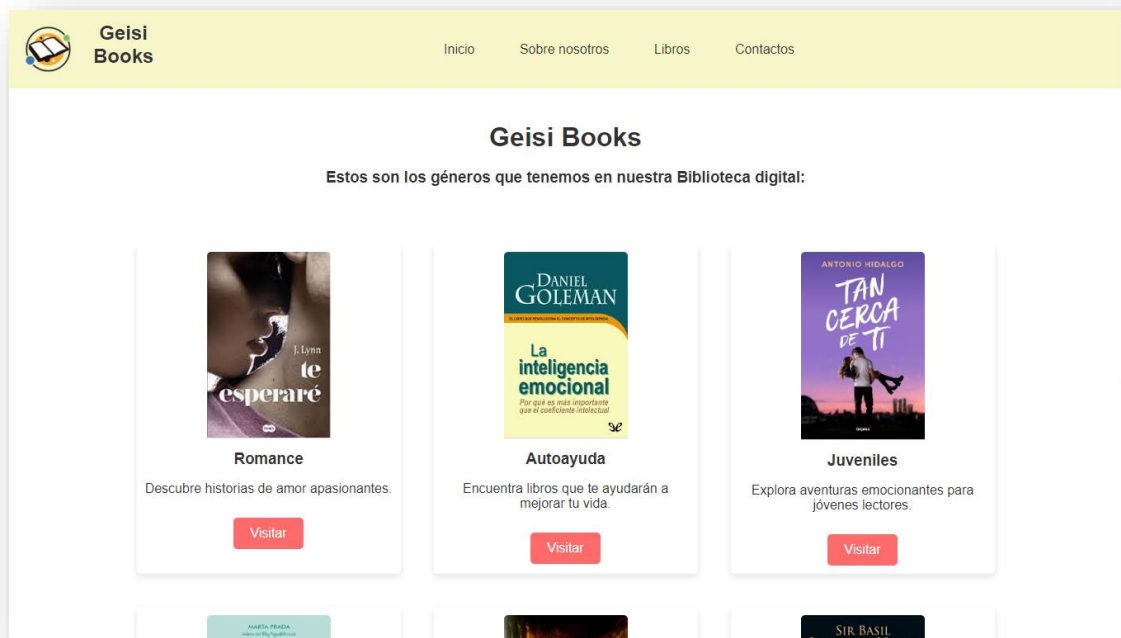 Geisi
Books
Inicio
Sobre nosotros
Libros
Contactos
Geisi Books
Estos son los géneros que tenemos en nuestra Biblioteca digital:
J. Lynn
te
esperaré
Romance
Descubre historias de amor apasionantes.
Visitar
DANIEL
GOLEMAN
La
inteligencia
emocional
Por qué es más importante
que el coeficiente intelectual
Autoayuda
Encuentra libros que te ayudarán a
mejorar tu vida.
Visitar
ANTONIO HIDALGO
TAN
CERCA
DE TI
Juveniles
Explora aventuras emocionantes para
jóvenes lectores.
Visitar
MARTA PRADA
SIR BASIL